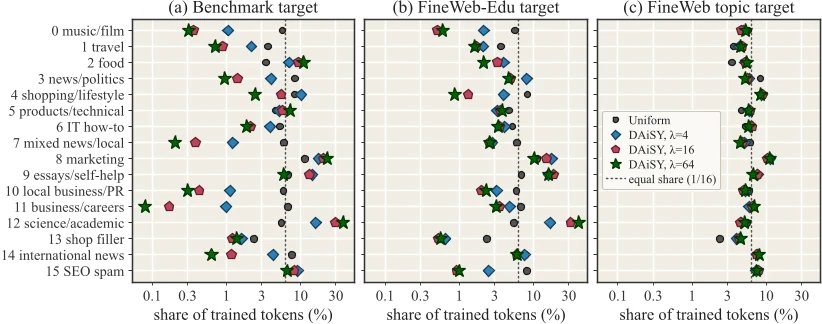 (a) Benchmark target
(b) FineWeb-Edu target
(c) FineWeb topic target
0 music/film
1 travel
2 food
3 news/politics
4 shopping/lifestyle
5 products/technical
6 IT how-to
7 mixed news/local
8 marketing
9 essays/self-help
10 local business/PR
11 business/careers
12 science/academic
13 shop filler
14 international news
15 SEO spam
Uniform
DAiSY, λ=4
DAiSY, λ=16
DAiSY, λ=64
equal share (1/16)
0.1 0.3 1 3 10 30
0.1 0.3 1 3 10 30
0.1 0.3 1 3 10 30
share of trained tokens (%)
share of trained tokens (%)
share of trained tokens (%)